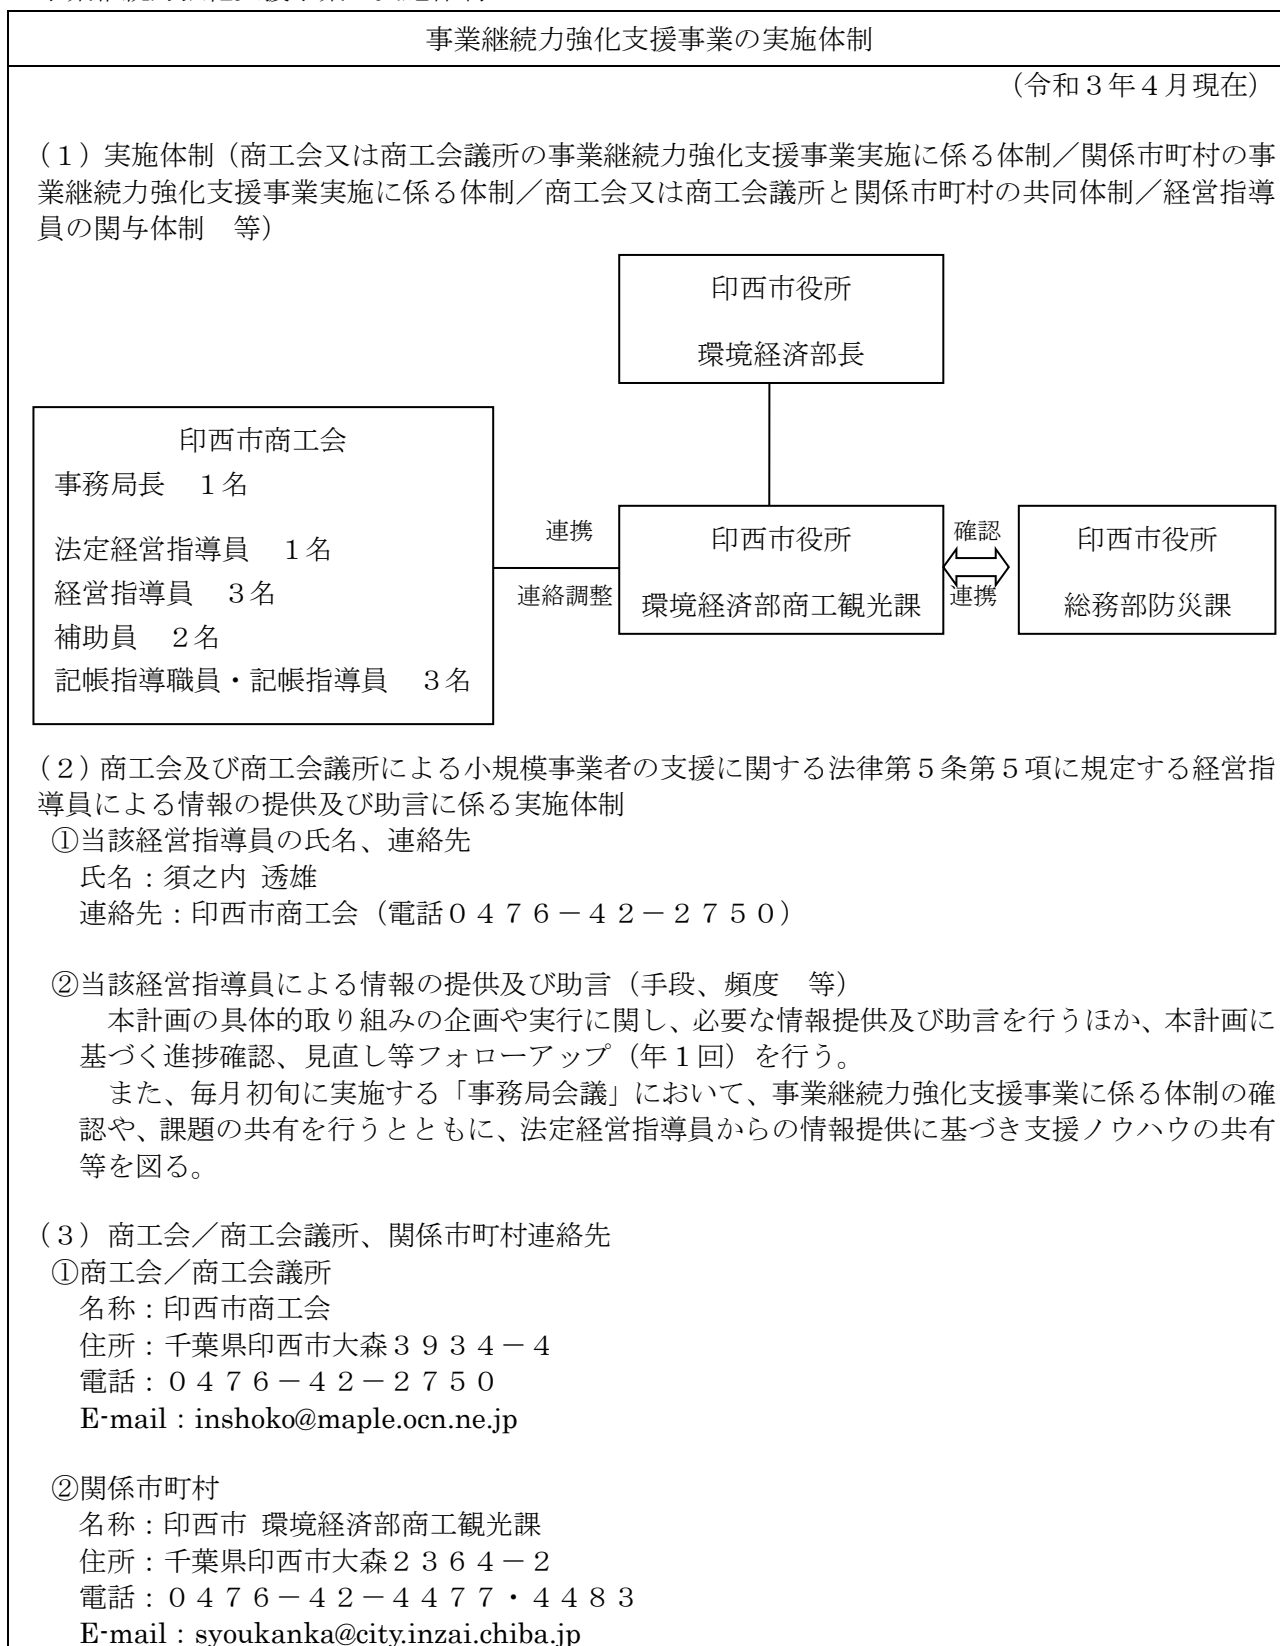 事業継続力強化支援事業の実施体制
（令和３年４月現在）
（１）実施体制（商工会又は商工会議所の事業継続力強化支援事業実施に係る体制／関係市町村の事
業継続力強化支援事業実施に係る体制／商工会又は商工会議所と関係市町村の共同体制／経営指導
員の関与体制　等）
印西市役所
環境経済部長
印西市商工会
事務局長　１名
法定経営指導員　１名
経営指導員　３名
補助員　２名
記帳指導職員・記帳指導員　３名
連携
連絡調整
印西市役所
環境経済部商工観光課
確認
連携
印西市役所
総務部防災課
（２）商工会及び商工会議所による小規模事業者の支援に関する法律第５条第５項に規定する経営指
導員による情報の提供及び助言に係る実施体制
①当該経営指導員の氏名、連絡先
氏名：須之内 透雄
連絡先：印西市商工会（電話０４７６－４２－２７５０）
②当該経営指導員による情報の提供及び助言（手段、頻度　等）
本計画の具体的取り組みの企画や実行に関し、必要な情報提供及び助言を行うほか、本計画に
基づく進捗確認、見直し等フォローアップ（年１回）を行う。
また、毎月初旬に実施する「事務局会議」において、事業継続力強化支援事業に係る体制の確
認や、課題の共有を行うとともに、法定経営指導員からの情報提供に基づき支援ノウハウの共有
等を図る。
（３）商工会／商工会議所、関係市町村連絡先
①商工会／商工会議所
名称：印西市商工会
住所：千葉県印西市大森３９３４－４
電話：０４７６－４２－２７５０
E-mail：inshoko@maple.ocn.ne.jp
②関係市町村
名称：印西市 環境経済部商工観光課
住所：千葉県印西市大森２３６４－２
電話：０４７６－４２－４４７７・４４８３
E-mail：syoukanka@city.inzai.chiba.jp